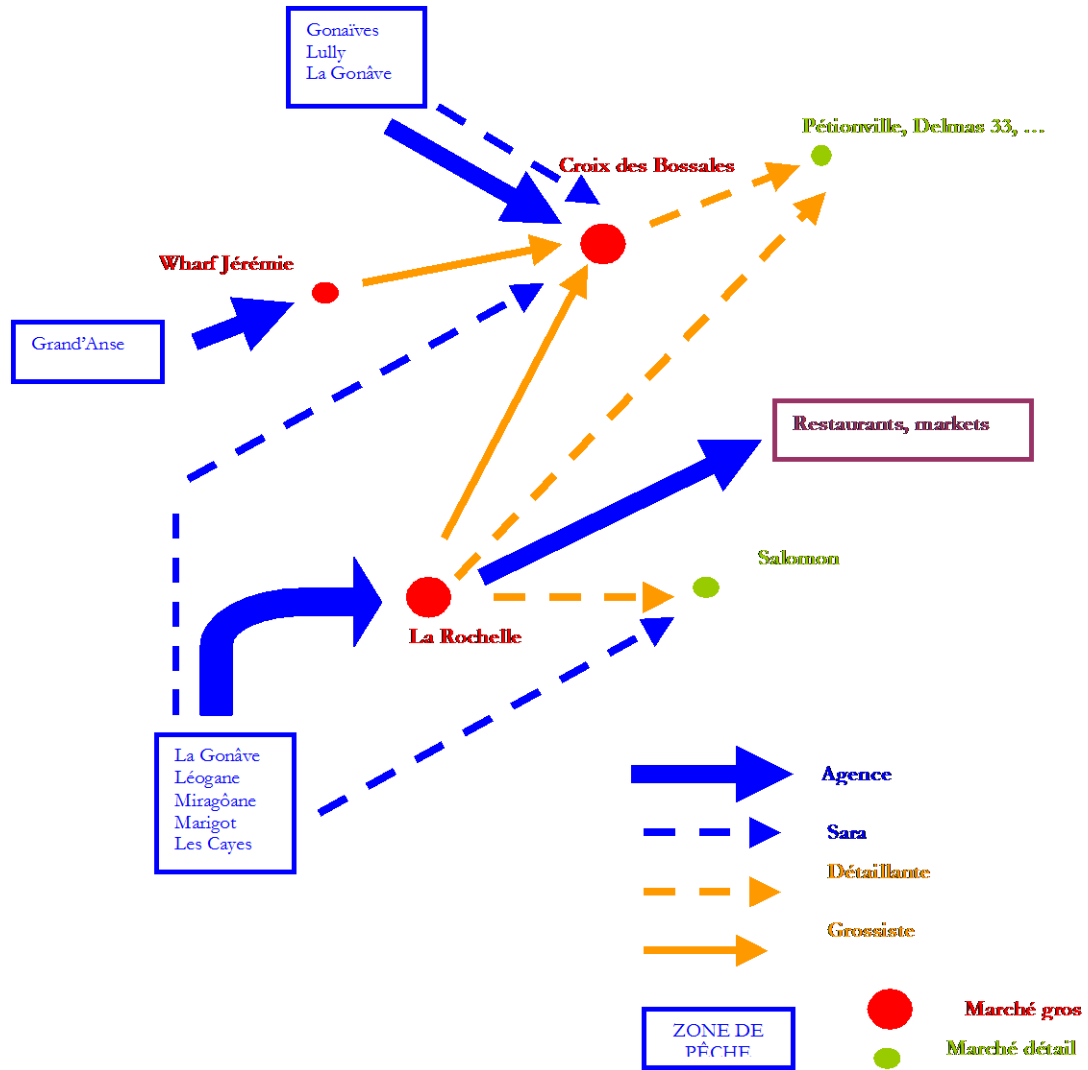 Gonaïves
Lully
La Gonâve
Pétionville, Delmas 33, ...
Croix des Bossales
Wharf Jérémie
Grand'Anse
Restaurants, markets
Salomon
La Rochelle
La Gonâve
Léogane
Miragôane
Marigot
Les Cayes
Agence
Sara
Détaillante
Grossiste
ZONE DE
PÊCHE
Marché gros
Marché détail